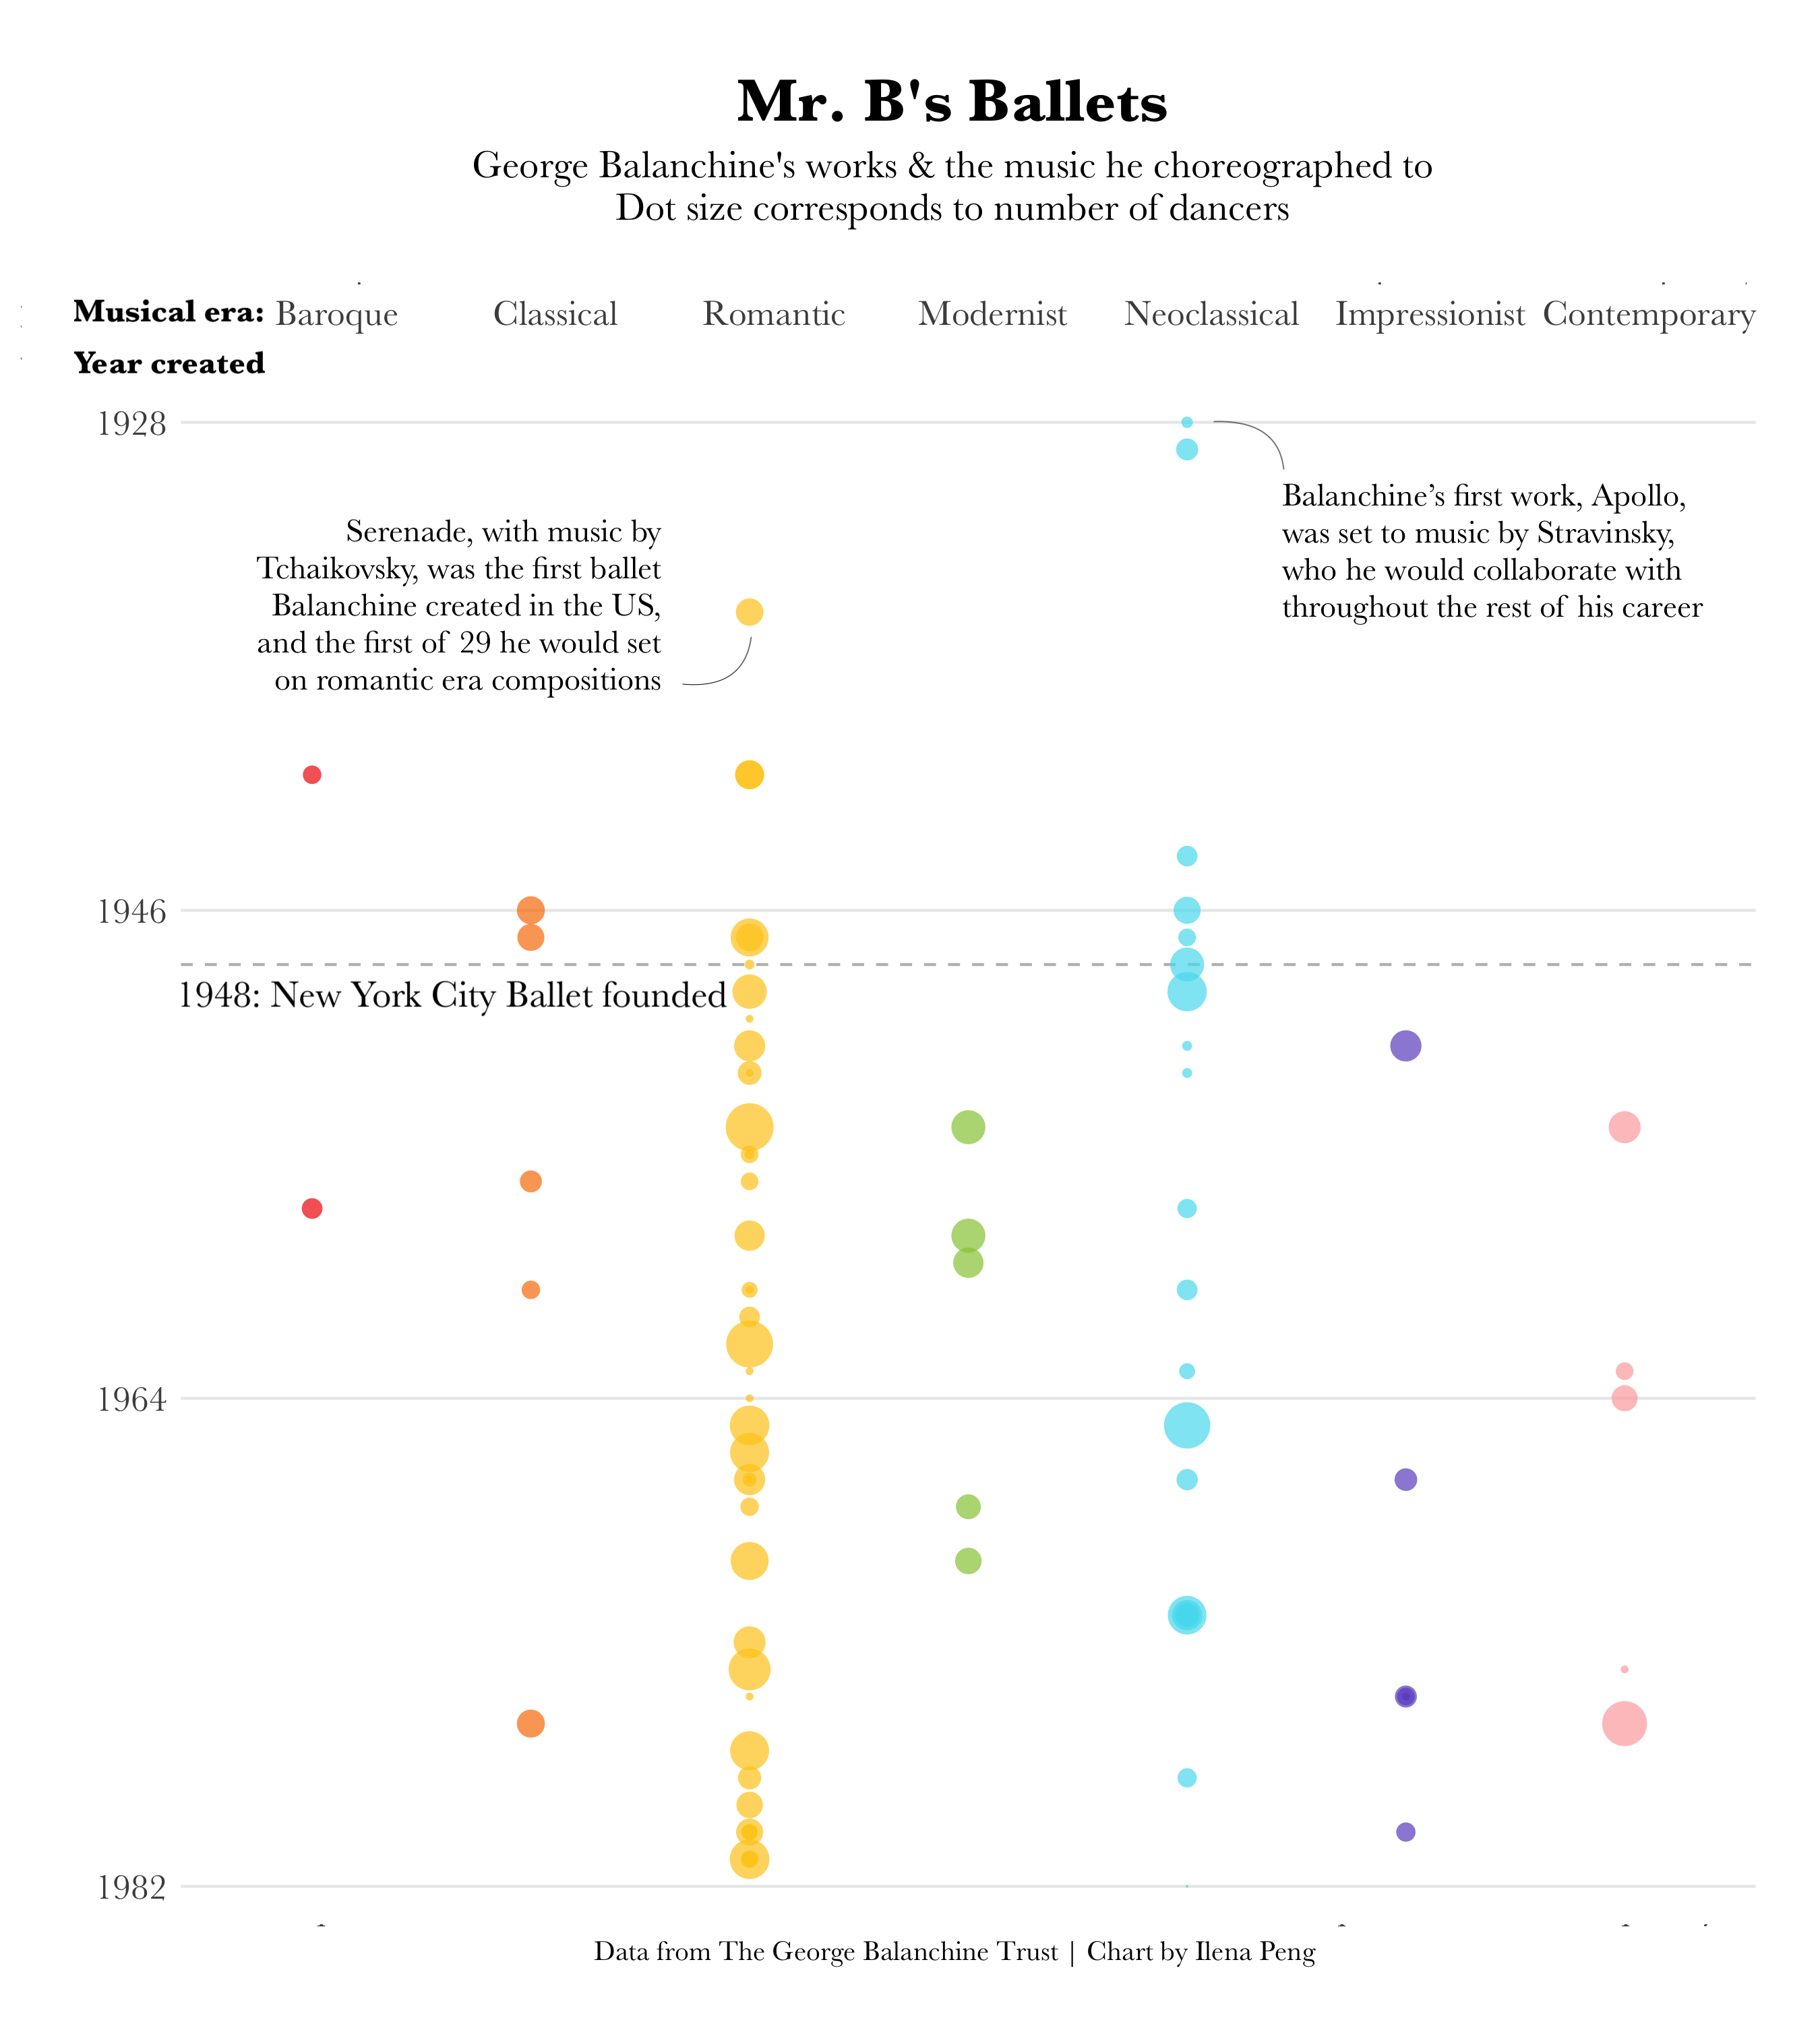 Mr. B's Ballets
George Balanchine's works & the music he choreographed to
Dot size corresponds to number of dancers
Musical era: Baroque Classical Romantic Modernist Neoclassical Impressionist Contemporary
Year created
1928
Balanchine’s first work, Apollo,
was set to music by Stravinsky,
who he would collaborate with
throughout the rest of his career
Serenade, with music by
Tchaikovsky, was the first ballet
Balanchine created in the US,
and the first of 29 he would set
on romantic era compositions
1946
1948: New York City Ballet founded
1964
1982
Data from The George Balanchine Trust | Chart by Ilena Peng